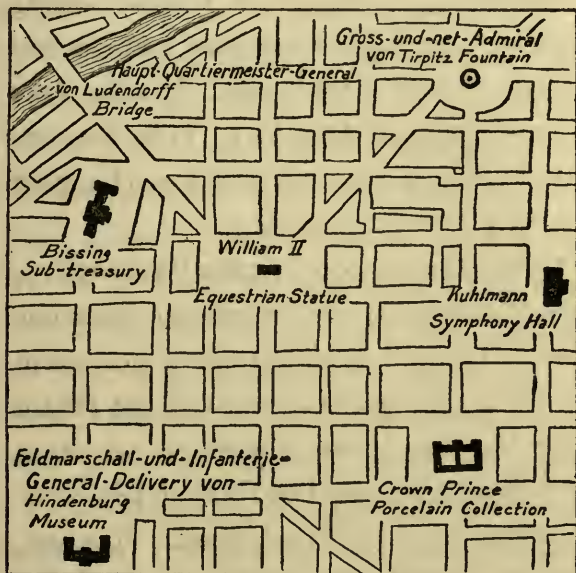 Gross-und-net-Admiral
von Tirpitz Fountain
Haupt-Quartiermeister-General
von Ludendorff
Bridge
Bissing
Sub-treasury
William II
Equestrian Statue
Kuhlmann
Symphony Hall
Feldmarschall-und-Infanterie-
General-Delivery von
Hindenburg
Museum
Crown Prince
Porcelain Collection